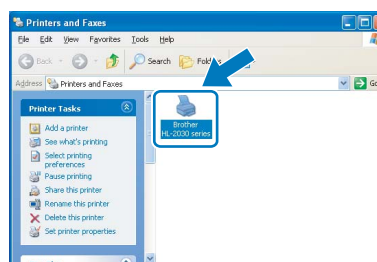 Printers and Faxes
File Edit View Favorites Tools Help
Back Search Folders
Address Printers and Faxes Go
Printer Tasks
Add a printer
See what's printing
Select printing
preferences
Pause printing
Share this printer
Rename this printer
Delete this printer
Set printer properties
Brother
HL-2030 series